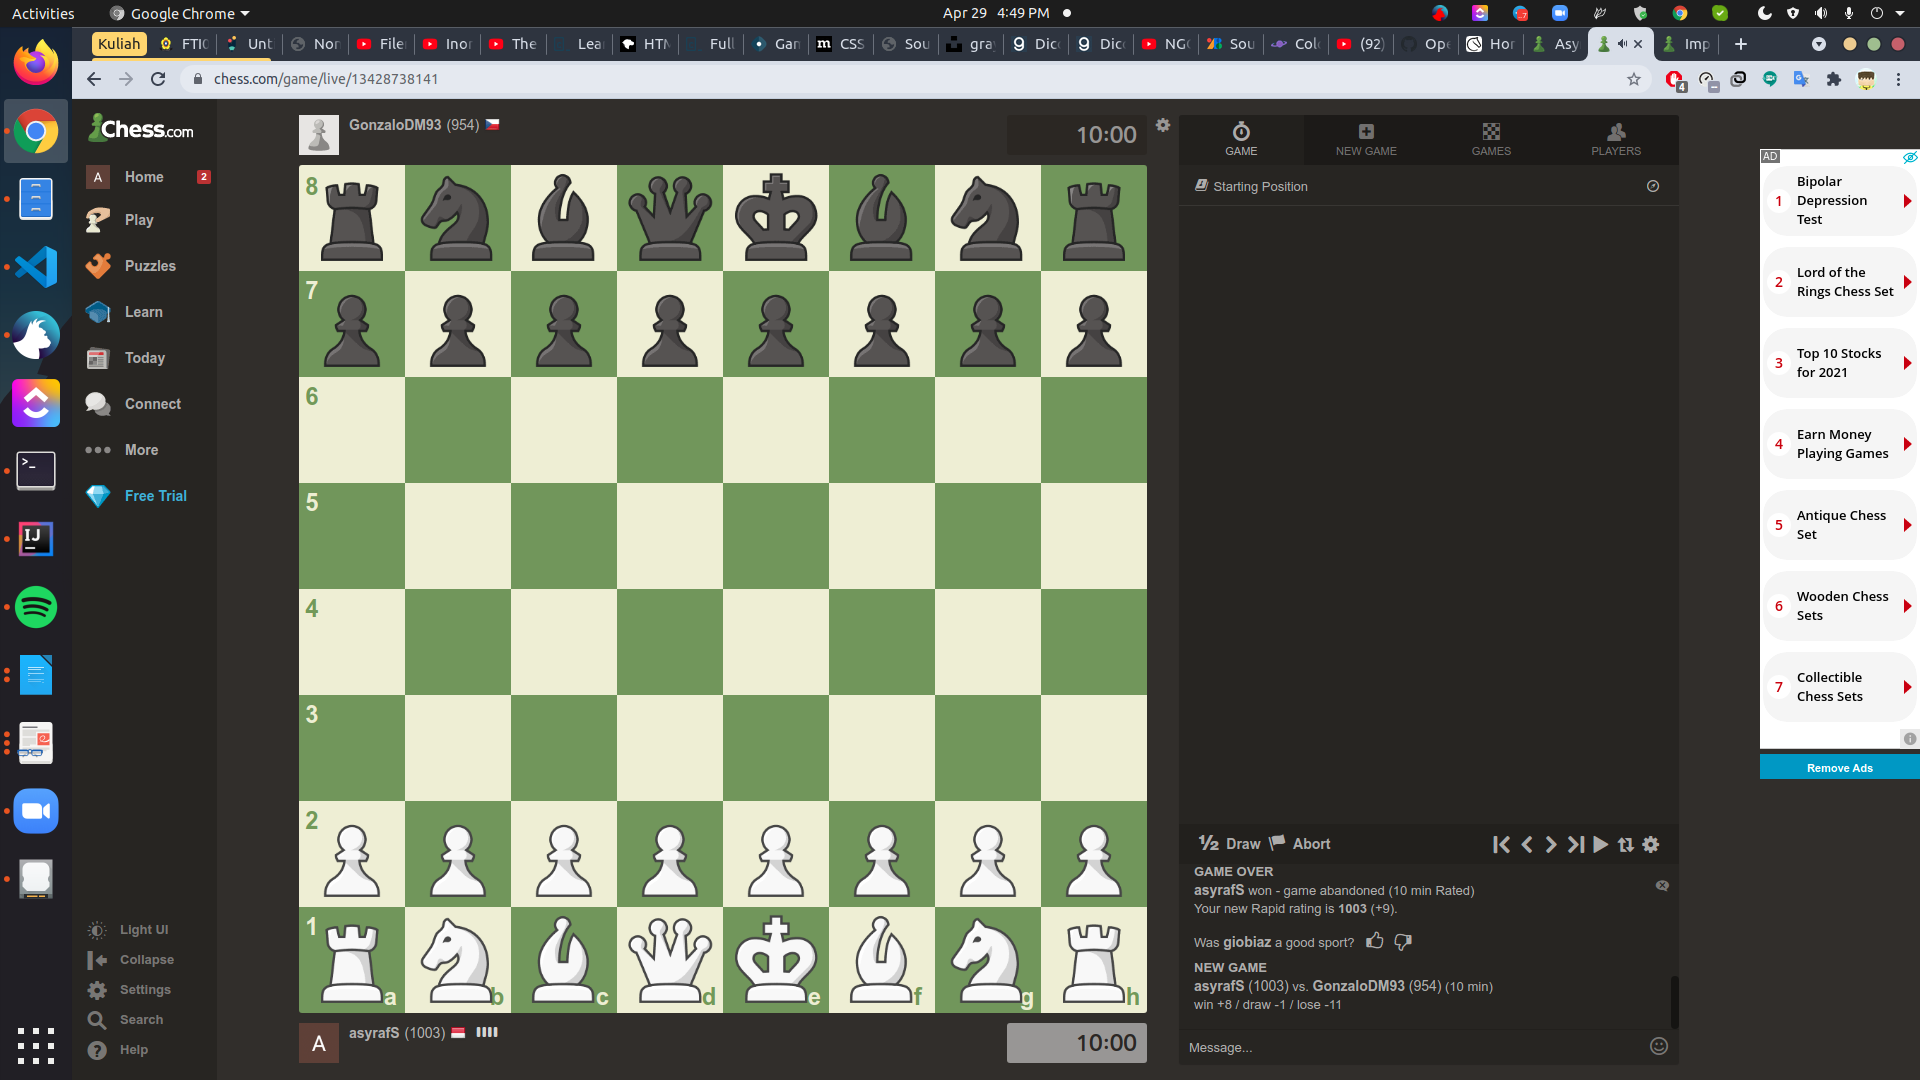 Activities
Google Chrome
Apr 29 4:49 PM
Kuliah
FTI
Unt
Nor
File
Inor
The
Lea
HTM
Full
Gan
CSS
Sou
gra
Dic
Dic
NG
Sou
Col
(92)
Ope
Hor
Asy
Imp
chess.com/game/live/13428738141
4
Chess.com
A
Home
2
Play
Puzzles
Learn
Today
Connect
More
Free Trial
Light UI
Collapse
Settings
Search
Help
>_
IJ
GonzaloDM93 (954)
10:00
8
7
6
5
4
3
2
1
a
b
c
d
e
f
g
h
A
asyrafS (1003)
10:00
GAME
NEW GAME
GAMES
PLAYERS
Starting Position
½ Draw
Abort
GAME OVER
asyrafS won - game abandoned (10 min Rated)
Your new Rapid rating is 1003 (+9).
Was giobiaz a good sport?
NEW GAME
asyrafS (1003) vs. GonzaloDM93 (954) (10 min)
win +8 / draw -1 / lose -11
Message...
AD
1
Bipolar
Depression
Test
2
Lord of the
Rings Chess Set
3
Top 10 Stocks
for 2021
4
Earn Money
Playing Games
5
Antique Chess
Set
6
Wooden Chess
Sets
7
Collectible
Chess Sets
Remove Ads